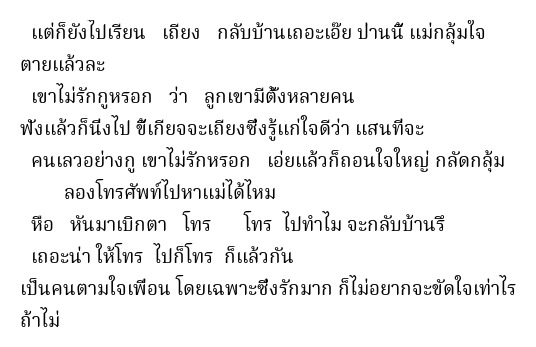 แต่ก็ยังไปเรียน เถียง กลับบ้านเถอะเอ๊ย ปานนี้ แม่กลุ้มใจ
ตายแล้วละ
เขาไม่รักกูหรอก ว่า ลูกเขามีตั้งหลายคน
ฟังแล้วก็นิ่งไป ขี้เกียจจะเถียงซึ่งรู้แก่ใจดีว่า แสนทีจะ
คนเลวอย่างกู เขาไม่รักหรอก เอ่ยแล้วก็ถอนใจใหญ่ กลัดกลุ้ม
ลองโทรศัพท์ไปหาแม่ได้ไหม
หือ หันมาเบิกตา โทร โทร ไปทำไม จะกลับบ้านรึ
เถอะน่า ให้โทร ไปก็โทร ก็แล้วกัน
เป็นคนตามใจเพื่อน โดยเฉพาะซึ่งรักมาก ก็ไม่อยากจะขัดใจเท่าไร
ถ้าไม่